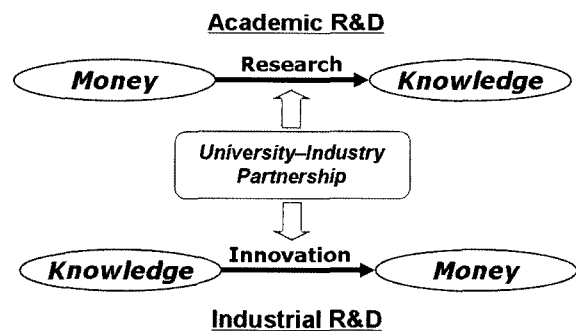 Academic R&D
Research
Money
Knowledge
University–Industry
Partnership
Innovation
Knowledge
Money
Industrial R&D